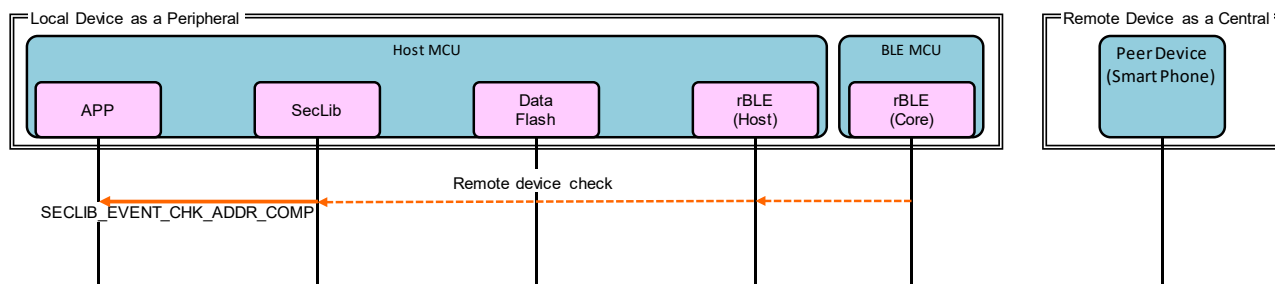 Local Device as a Peripheral
Remote Device as a Central
Host MCU
BLE MCU
Peer Device
(Smart Phone)
APP
SecLib
Data
Flash
rBLE
(Host)
rBLE
(Core)
Remote device check
SECLIB_EVENT_CHK_ADDR_COMP